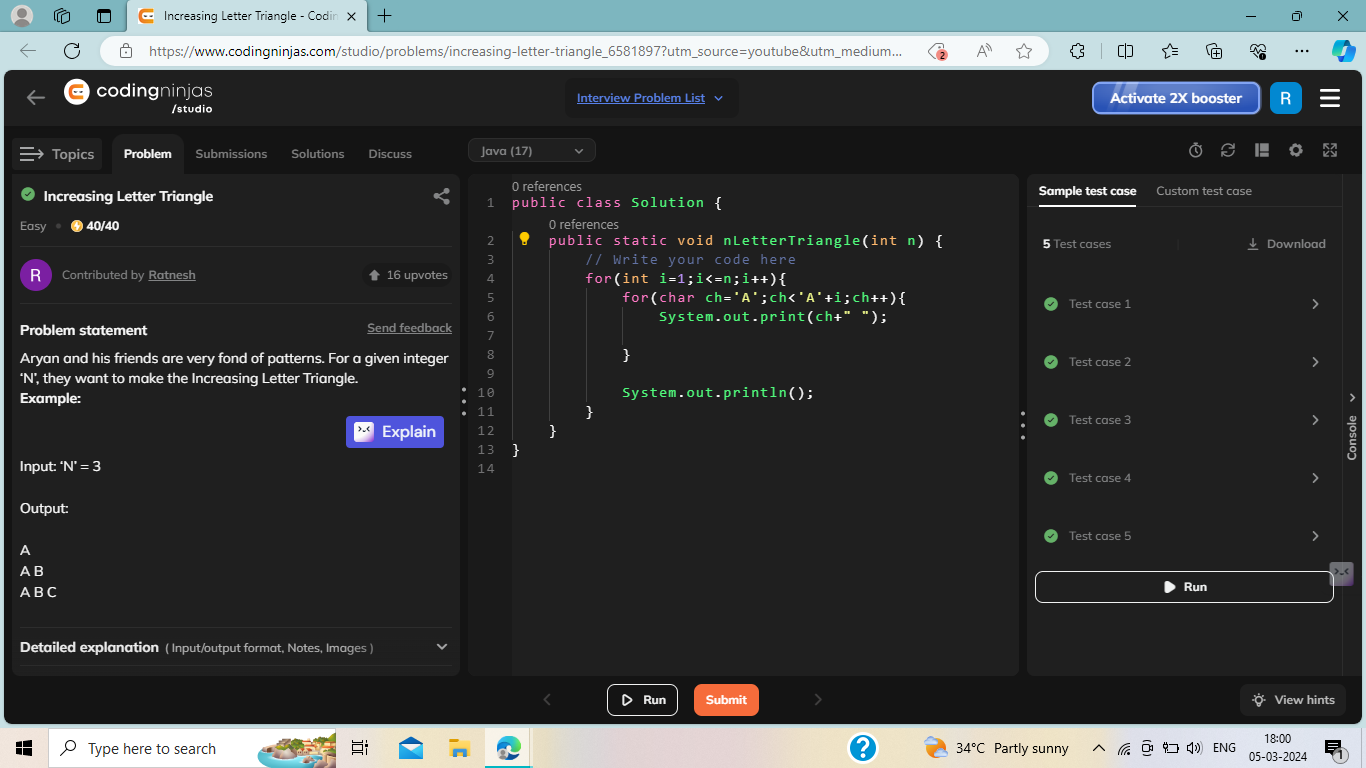 Increasing Letter Triangle - Codin
https://www.codingninjas.com/studio/problems/increasing-letter-triangle_6581897?utm_source=youtube&utm_medium...
2
codingninjas
/studio
Interview Problem List
Activate 2X booster
R
Topics
Problem
Submissions
Solutions
Discuss
Java (17)
Increasing Letter Triangle
Easy
40/40
R
Contributed by Ratnesh
16 upvotes
Problem statement
Send feedback
Aryan and his friends are very fond of patterns. For a given integer
‘N’, they want to make the Increasing Letter Triangle.
Example:
Explain
Input: ‘N’ = 3
Output:
A
A B
A B C
Detailed explanation ( Input/output format, Notes, Images )
0 references
1 public class Solution {
0 references
2 public static void nLetterTriangle(int n) {
3 // Write your code here
4 for(int i=1;i<=n;i++){
5 for(char ch='A';ch<'A'+i;ch++){
6 System.out.print(ch+" ");
7
8 }
9
10 System.out.println();
11 }
12 }
13 }
14
Sample test case
Custom test case
5 Test cases
Download
Test case 1
Test case 2
Test case 3
Test case 4
Test case 5
Run
Console
Run
Submit
View hints
Type here to search
34°C Partly sunny
ENG
18:00
05-03-2024
1